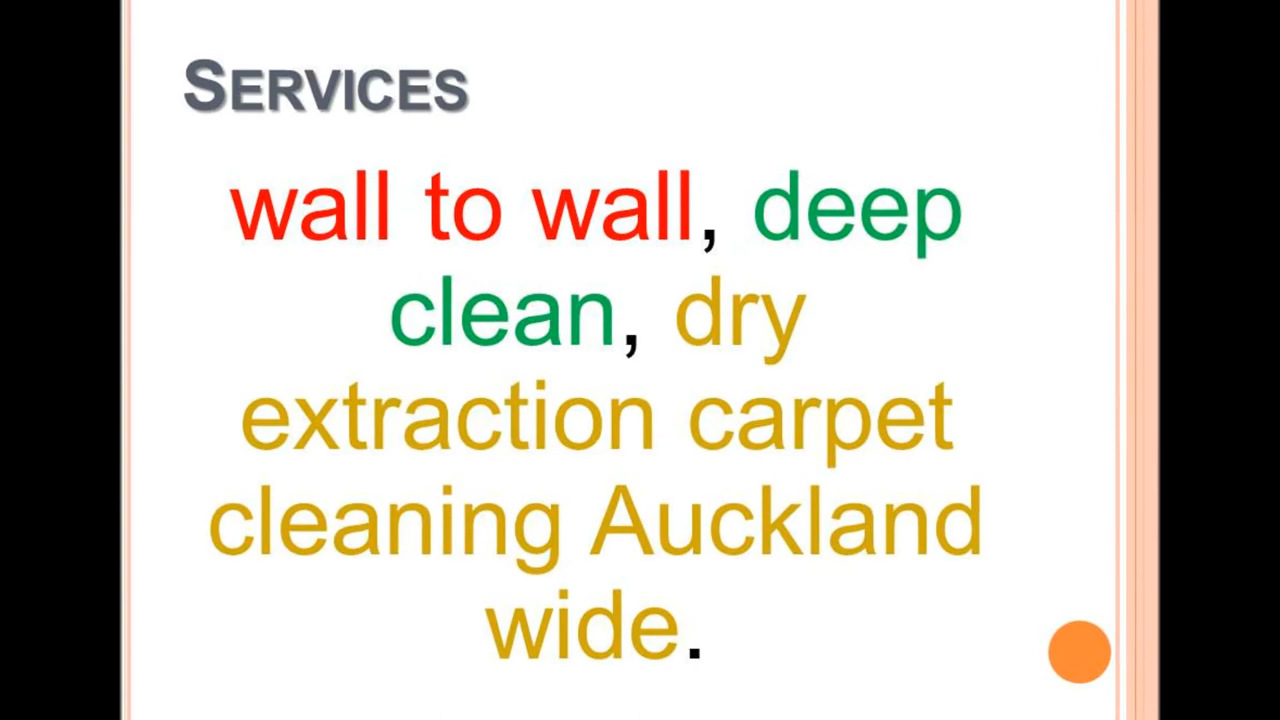 SERVICES
wall to wall, deep
clean, dry
extraction carpet
cleaning Auckland
wide.